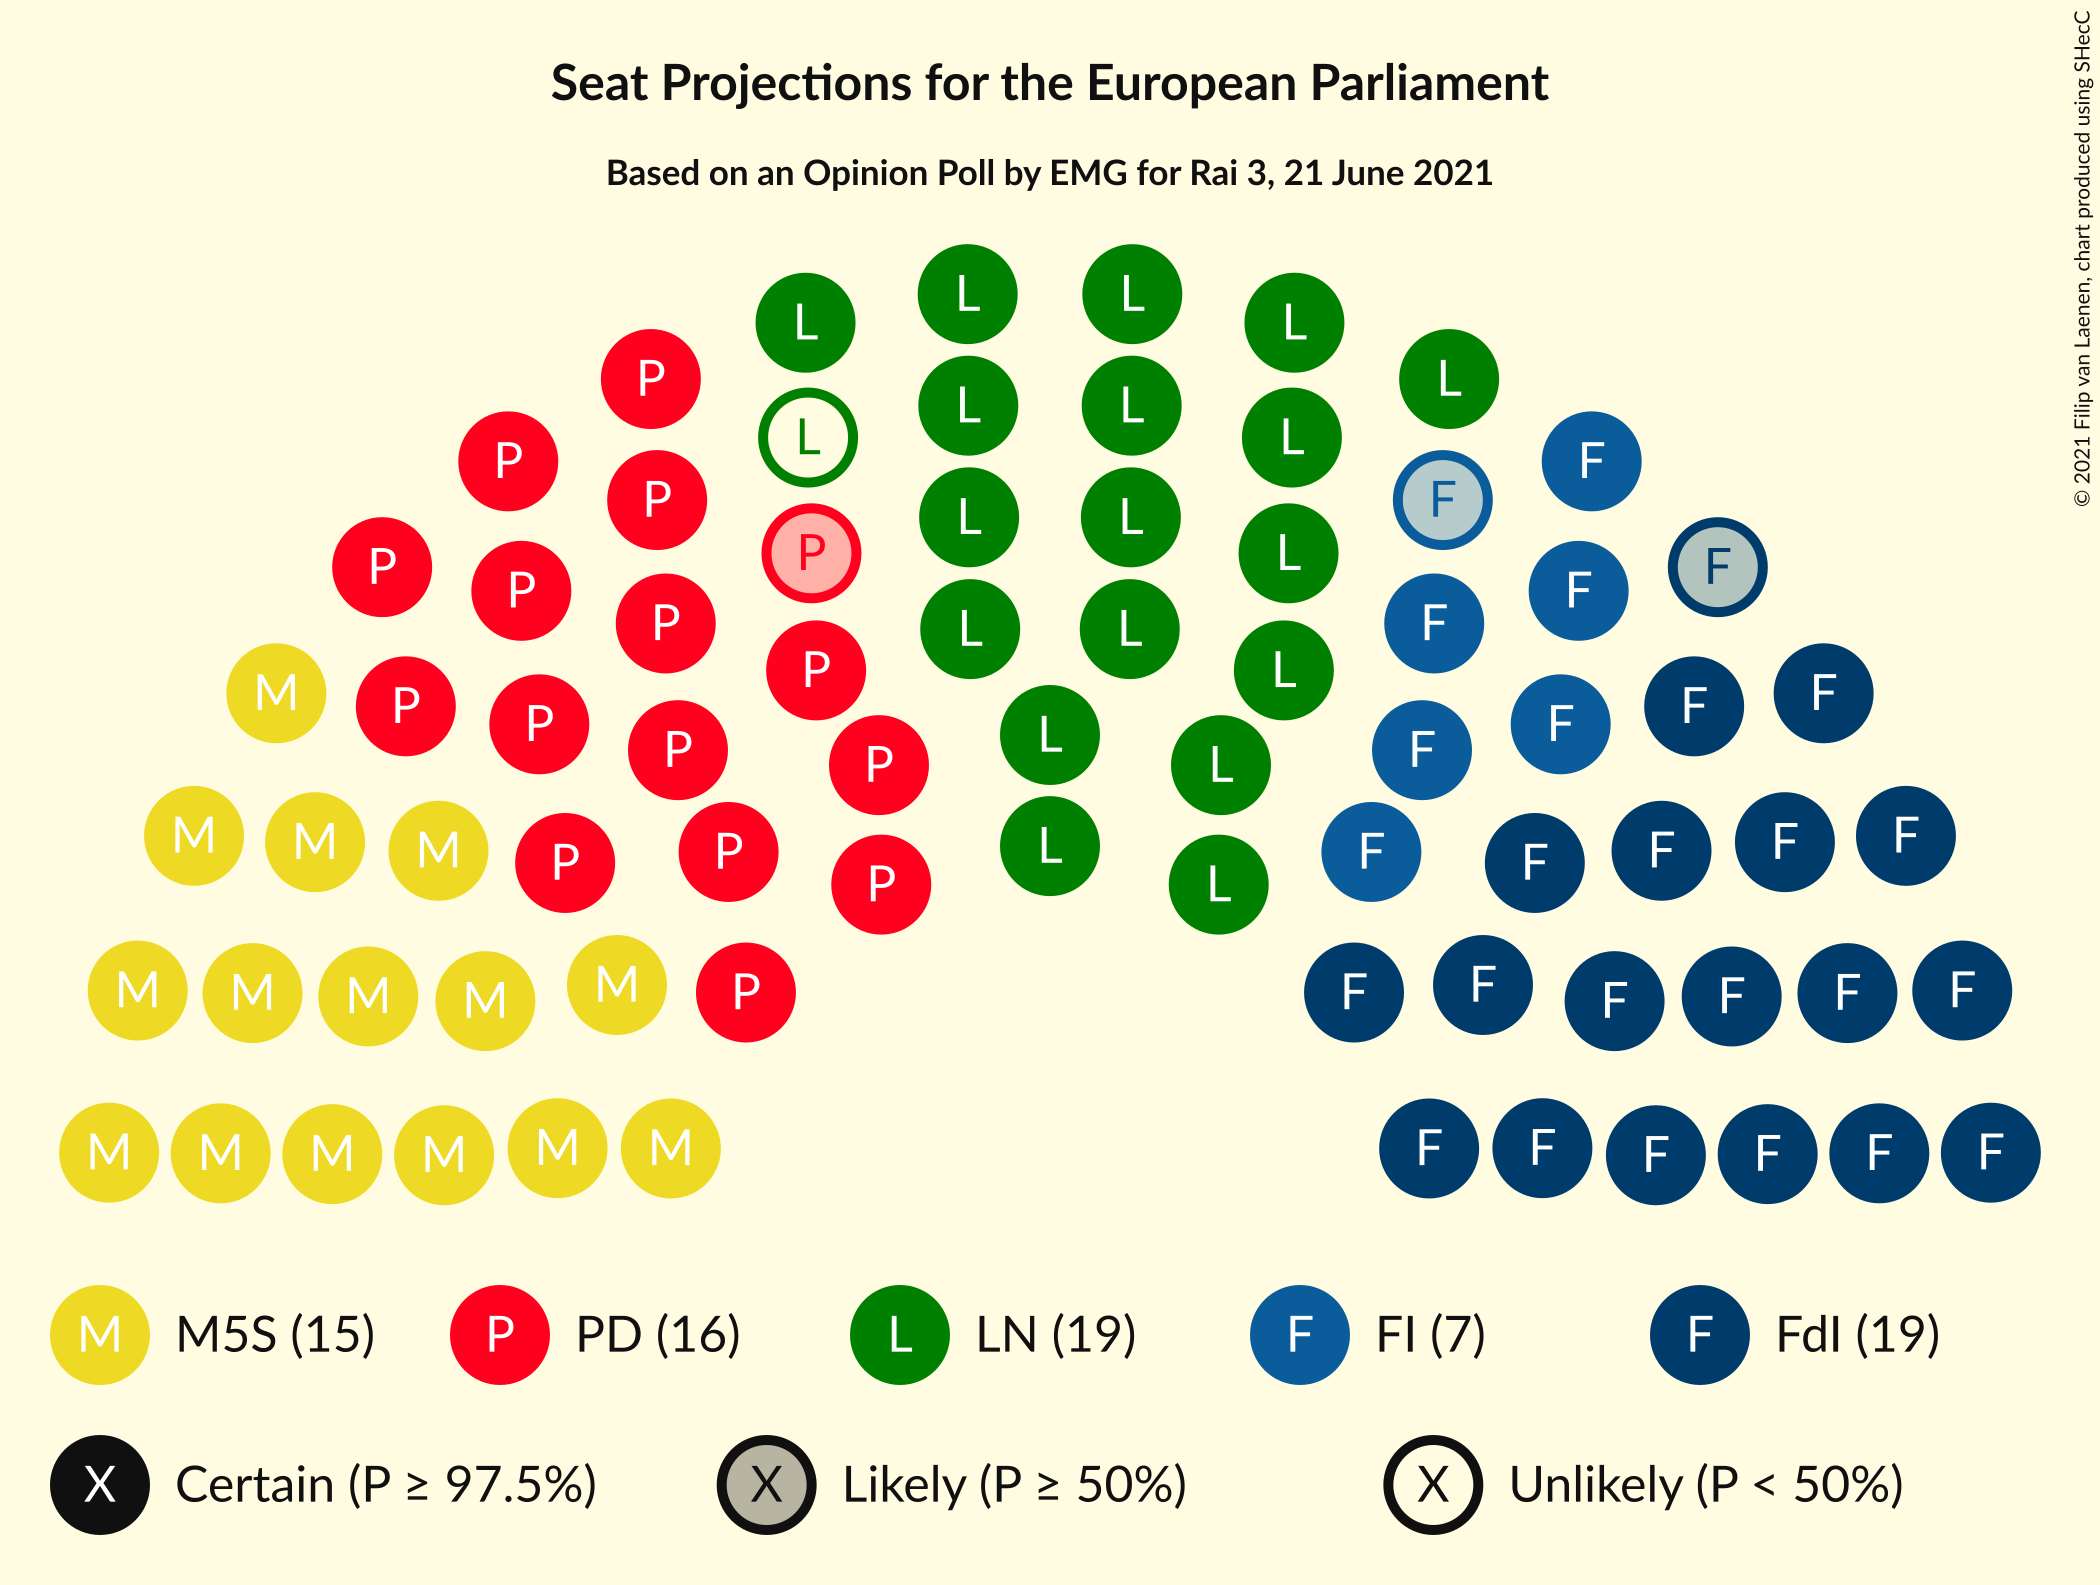 Seat Projections for the European Parliament
Based on an Opinion Poll by EMG for Rai 3, 21 June 2021
© 2021 Filip van Laenen, chart produced using SHecC
L L
L L
P L
L L
P L L F
L
P F
L L
P P L F
P F F
P P F
L L
M P P L F F
P P F F
L
P L
M M M P P L F F F F F
P L
M M M M M P F F F F F F
M M M M M M F F F F F F
M M5S (15) P PD (16) L LN (19) F FI (7) F FdI (19)
X Certain (P ≥ 97.5%) X Likely (P ≥ 50%) X Unlikely (P < 50%)